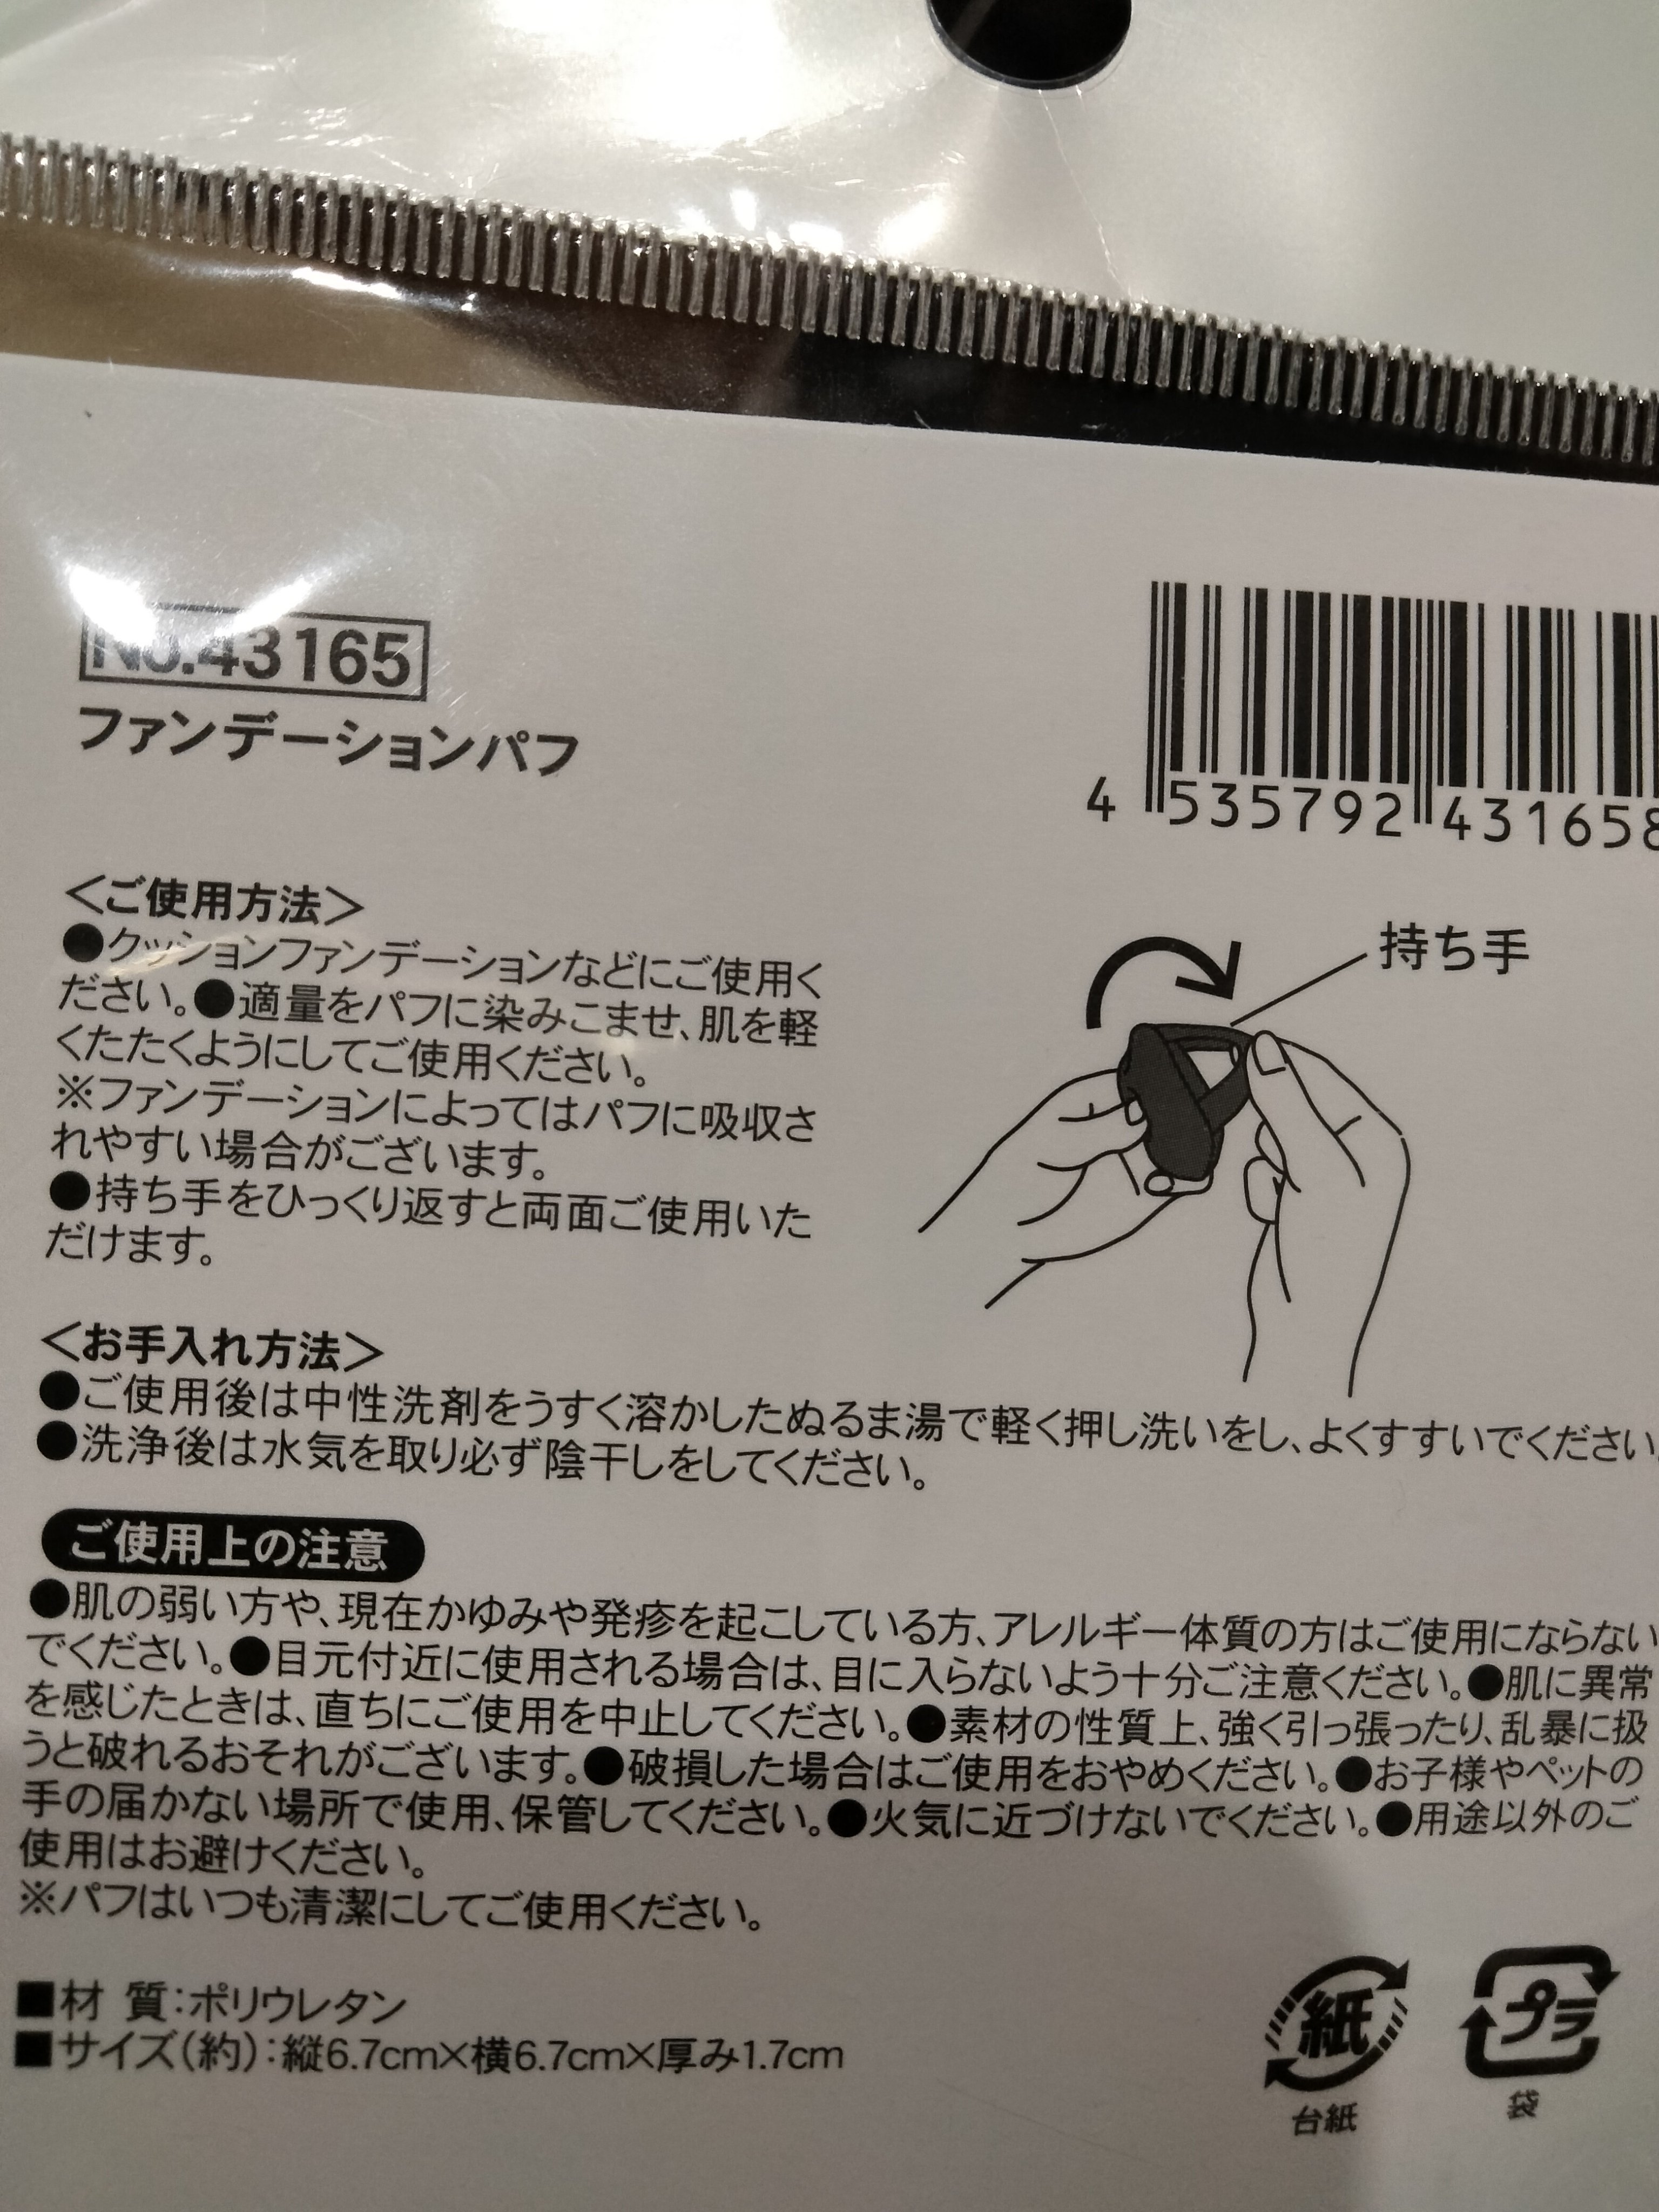 No.43165
ファンデーションパフ
4 535792 431658
<ご使用方法>
●クッションファンデーションなどにご使用く
ださい。●適量をパフに染みこませ、肌を軽
くたたくようにしてご使用ください。
※ファンデーションによってはパフに吸収さ
れやすい場合がございます。
●持ち手をひっくり返すと両面ご使用いた
だけます。
持ち手
<お手入れ方法>
●ご使用後は中性洗剤をうすく溶かしたぬるま湯で軽く押し洗いをし、よくすすいでください。
●洗浄後は水気を取り必ず陰干しをしてください。
ご使用上の注意
●肌の弱い方や、現在かゆみや発疹を起こしている方、アレルギー体質の方はご使用にならない
でください。●目元付近に使用される場合は、目に入らないよう十分ご注意ください。●肌に異常
を感じたときは、直ちにご使用を中止してください。●素材の性質上、強く引っ張ったり、乱暴に扱
うと破れるおそれがございます。●破損した場合はご使用をおやめください。●お子様やペットの
手の届かない場所で使用、保管してください。●火気に近づけないでください。●用途以外のご
使用はお避けください。
※パフはいつも清潔にしてご使用ください。
■材 質:ポリウレタン
■サイズ(約):縦6.7cm×横6.7cm×厚み1.7cm
紙
台紙
プラ
袋